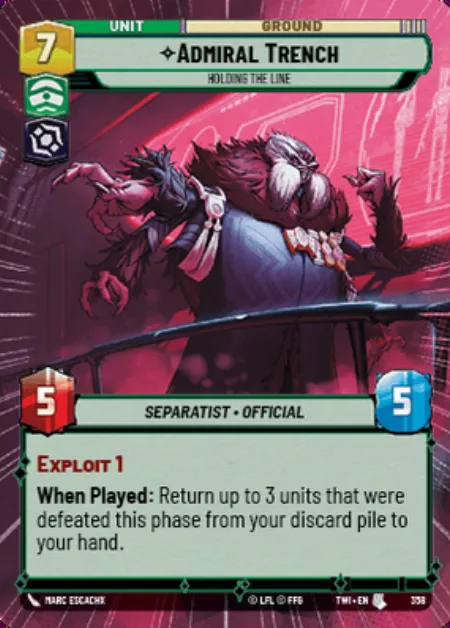 7
UNIT
GROUND
ADMIRAL TRENCH
HOLDING THE LINE
5
SEPARATIST • OFFICIAL
5
EXPLOIT 1
When Played: Return up to 3 units that were
defeated this phase from your discard pile to
your hand.
MARC ESCACHX
© LFL © FFG
TWI • EN
358